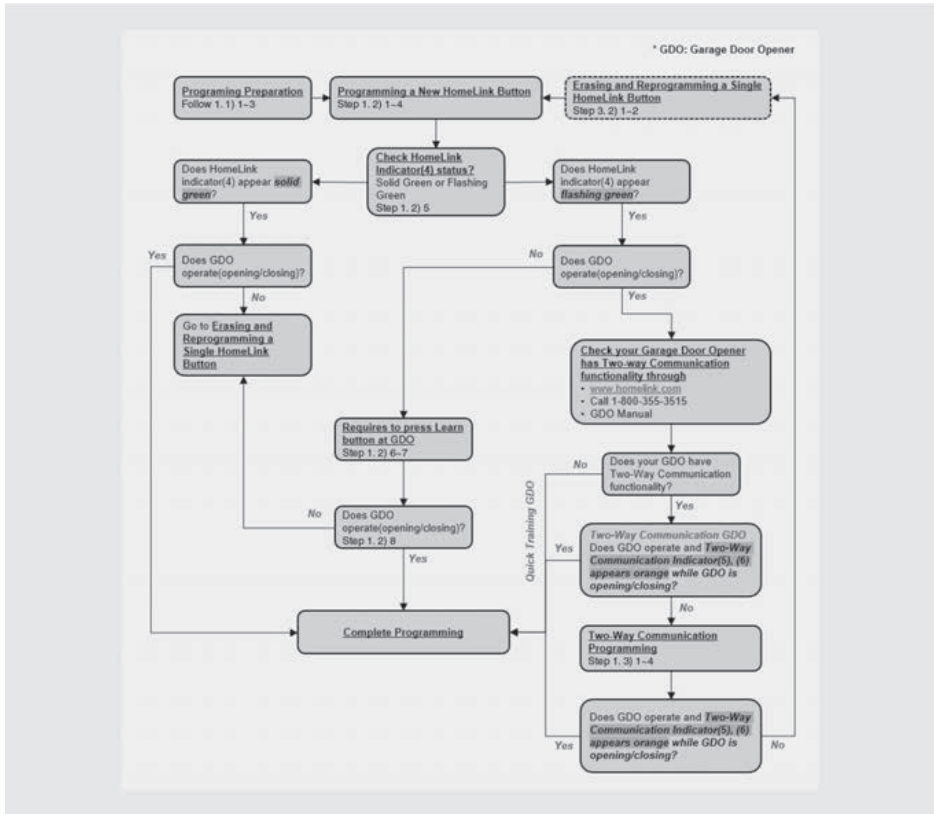 * GDO: Garage Door Opener
Programing Preparation
Follow 1. 1) 1~3
Programming a New HomeLink Button
Step 1. 2) 1~4
Erasing and Reprogramming a Single
HomeLink Button
Step 3. 2) 1~2
Check HomeLink
Indicator(4) status?
Solid Green or Flashing
Green
Step 1. 2) 5
Does HomeLink
indicator(4) appear solid
green?
Does HomeLink
indicator(4) appear
flashing green?
Yes
Yes
Yes
Does GDO
operate(opening/closing)?
No
Does GDO
operate(opening/closing)?
No
Yes
Go to Erasing and
Reprogramming a
Single HomeLink
Button
Check your Garage Door Opener
has Two-way Communication
functionality through
• www.homelink.com
• Call 1-800-355-3515
• GDO Manual
Requires to press Learn
button at GDO
Step 1. 2) 6~7
No
Does your GDO have
Two-Way Communication
functionality?
Yes
Quick Training GDO
No
Does GDO
operate(opening/closing)?
Step 1. 2) 8
Yes
Yes
Two-Way Communication GDO
Does GDO operate and Two-Way
Communication Indicator(5), (6)
appears orange while GDO is
opening/closing?
No
Complete Programming
Two-Way Communication
Programming
Step 1. 3) 1~4
Yes
Does GDO operate and Two-Way
Communication Indicator(5), (6)
appears orange while GDO is
opening/closing?
No